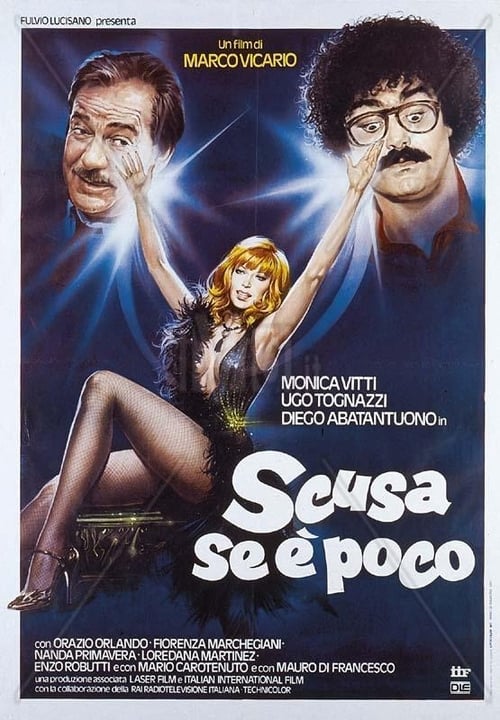 FULVIO LUCISANO presenta
Un film di
MARCO VICARIO
MONICA VITTI
UGO TOGNAZZI
DIEGO ABATANTUONO in
Scusa
se è poco
con ORAZIO ORLANDO · FIORENZA MARCHEGIANI ·
NANDA PRIMAVERA · LOREDANA MARTINEZ ·
ENZO ROBUTTI e con MARIO CAROTENUTO e con MAURO DI FRANCESCO
una produzione associata LASER FILM e ITALIAN INTERNATIONAL FILM
con la collaborazione della RAI RADIOTELEVISIONE ITALIANA · TECHNICOLOR
iif
DLE